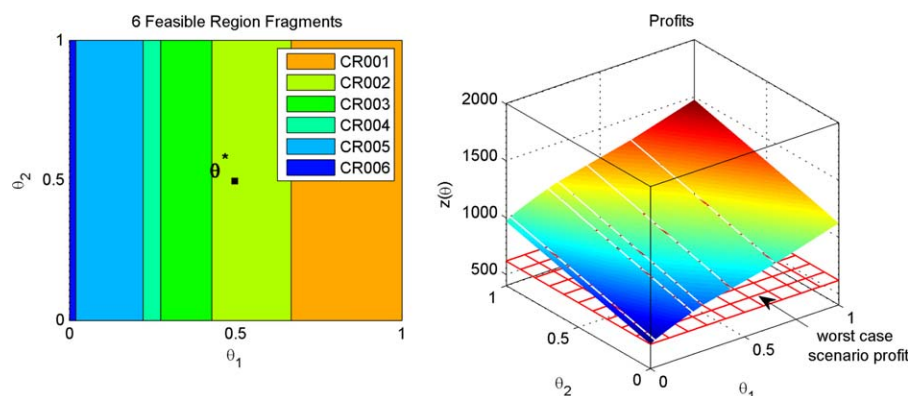 6 Feasible Region Fragments
1
0.5
0
θ2
0
0.5
1
θ1
θ*
CR001
CR002
CR003
CR004
CR005
CR006
Profits
2000
1500
1000
500
z(θ)
1
0.5
0
θ2
0
0.5
1
θ1
worst case
scenario profit